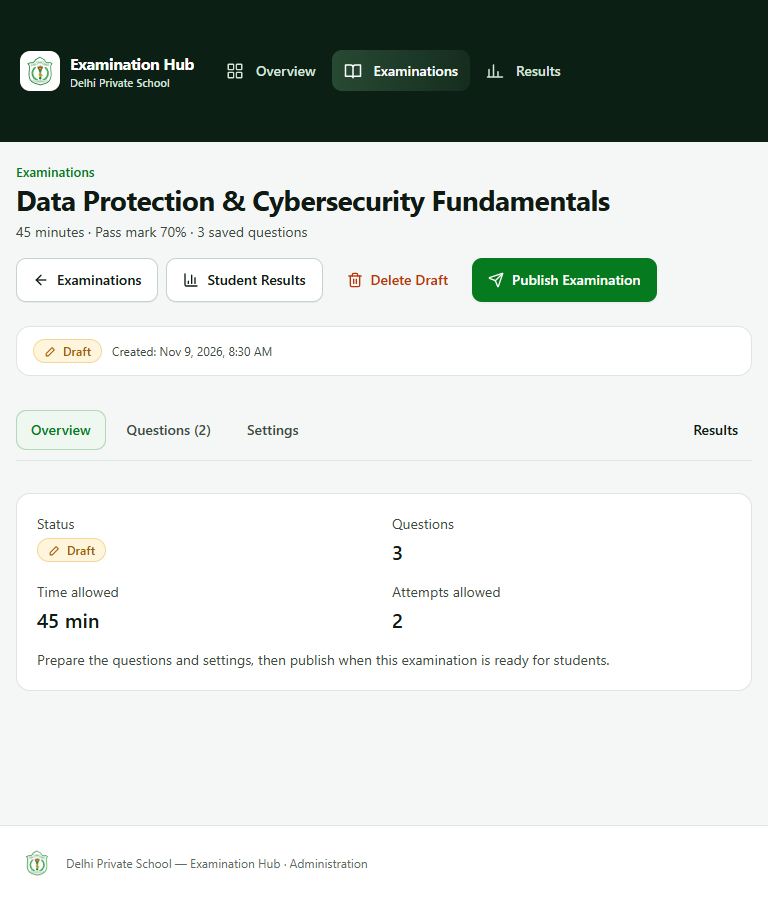 Examination Hub
Delhi Private School
Overview
Examinations
Results
Examinations
Data Protection & Cybersecurity Fundamentals
45 minutes · Pass mark 70% · 3 saved questions
Examinations
Student Results
Delete Draft
Publish Examination
Draft
Created: Nov 9, 2026, 8:30 AM
Overview
Questions (2)
Settings
Results
Status
Questions
Draft
3
Time allowed
Attempts allowed
45 min
2
Prepare the questions and settings, then publish when this examination is ready for students.
Delhi Private School — Examination Hub · Administration